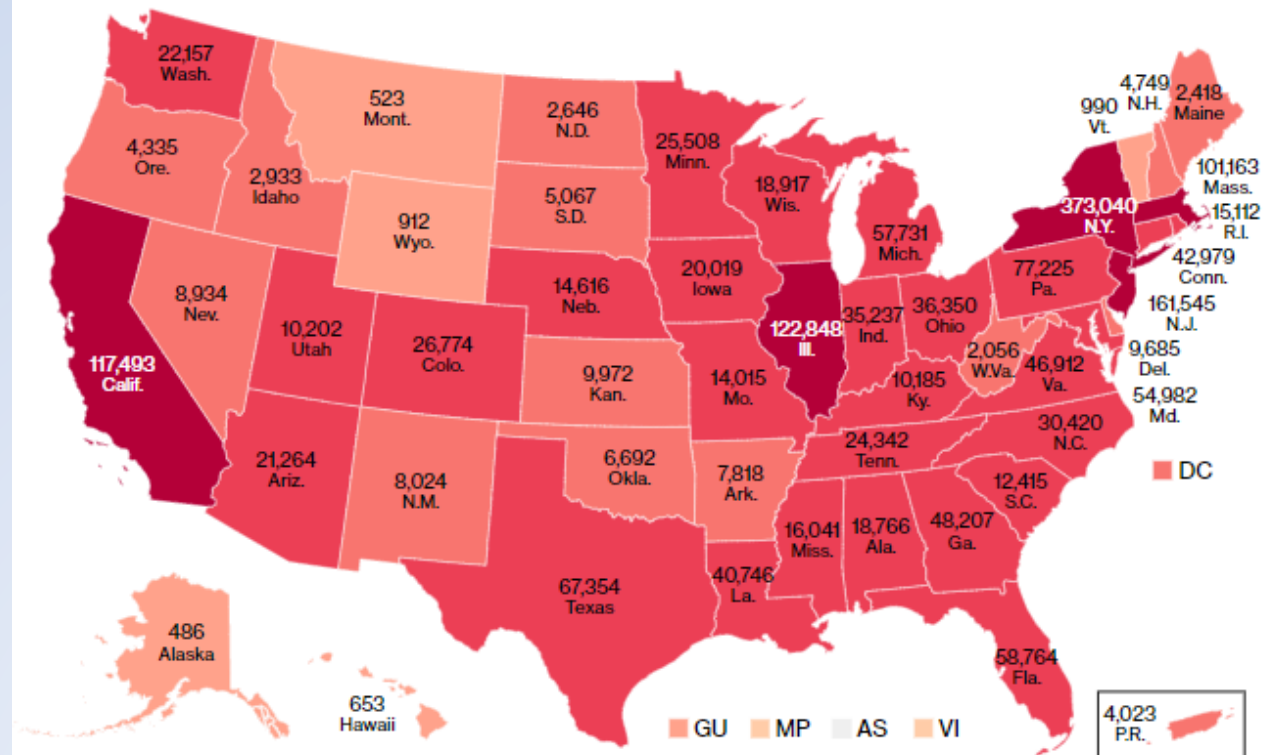 22,157
Wash.
523
Mont.
2,646
N.D.
25,508
Minn.
4,749
N.H.
990
Vt.
2,418
Maine
4,335
Ore.
2,933
Idaho
912
Wyo.
5,067
S.D.
18,917
Wis.
57,731
Mich.
373,040
N.Y.
101,163
Mass.
15,112
R.I.
42,979
Conn.
8,934
Nev.
10,202
Utah
14,616
Neb.
20,019
Iowa
77,225
Pa.
161,545
N.J.
117,493
Calif.
26,774
Colo.
9,972
Kan.
14,015
Mo.
122,848
Ill.
35,237
Ind.
36,350
Ohio
2,056
W.Va.
46,912
Va.
9,685
Del.
54,982
Md.
10,185
Ky.
30,420
N.C.
21,264
Ariz.
8,024
N.M.
6,692
Okla.
7,818
Ark.
24,342
Tenn.
12,415
S.C.
DC
67,354
Texas
40,746
La.
16,041
Miss.
18,766
Ala.
48,207
Ga.
58,764
Fla.
486
Alaska
653
Hawaii
GU MP AS VI
4,023
P.R.